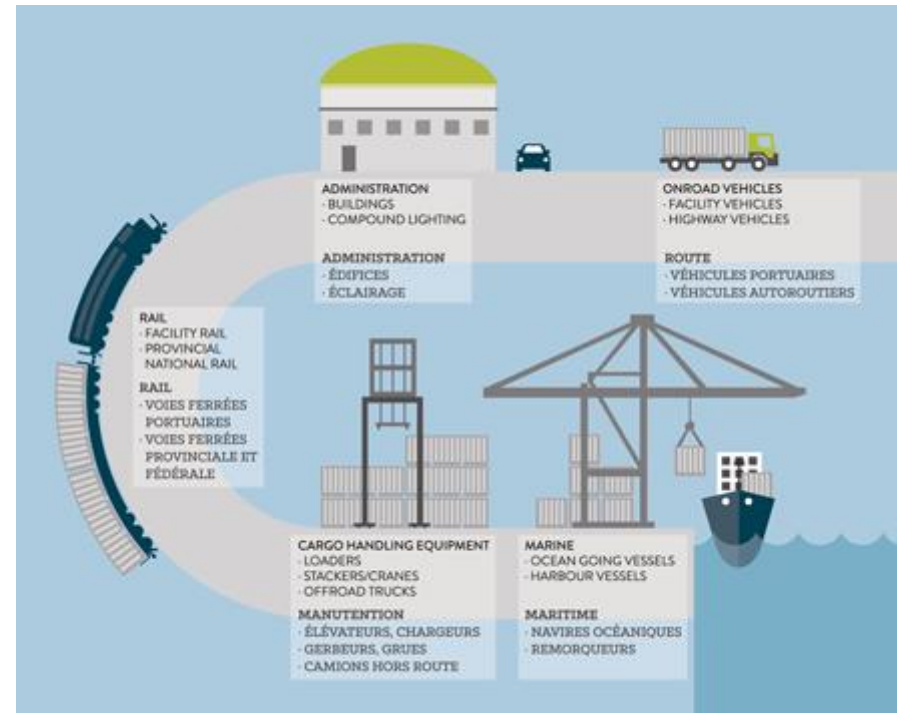 ADMINISTRATION
· BUILDINGS
· COMPOUND LIGHTING
ADMINISTRATION
· ÉDIFICES
· ÉCLAIRAGE
ONROAD VEHICLES
· FACILITY VEHICLES
· HIGHWAY VEHICLES
ROUTE
· VÉHICULES PORTUAIRES
· VÉHICULES AUTOROUTIERS
RAIL
· FACILITY RAIL
· PROVINCIAL
NATIONAL RAIL
RAIL
· VOIES FERRÉES
PORTUAIRES
· VOIES FERRÉES
PROVINCIALE ET
FÉDÉRALE
CARGO HANDLING EQUIPMENT
· LOADERS
· STACKERS/CRANES
· OFFROAD TRUCKS
MANUTENTION
· ÉLÉVATEURS, CHARGEURS
· GERBEURS, GRUES
· CAMIONS HORS ROUTE
MARINE
· OCEAN GOING VESSELS
· HARBOUR VESSELS
MARITIME
· NAVIRES OCÉANIQUES
· REMORQUEURS